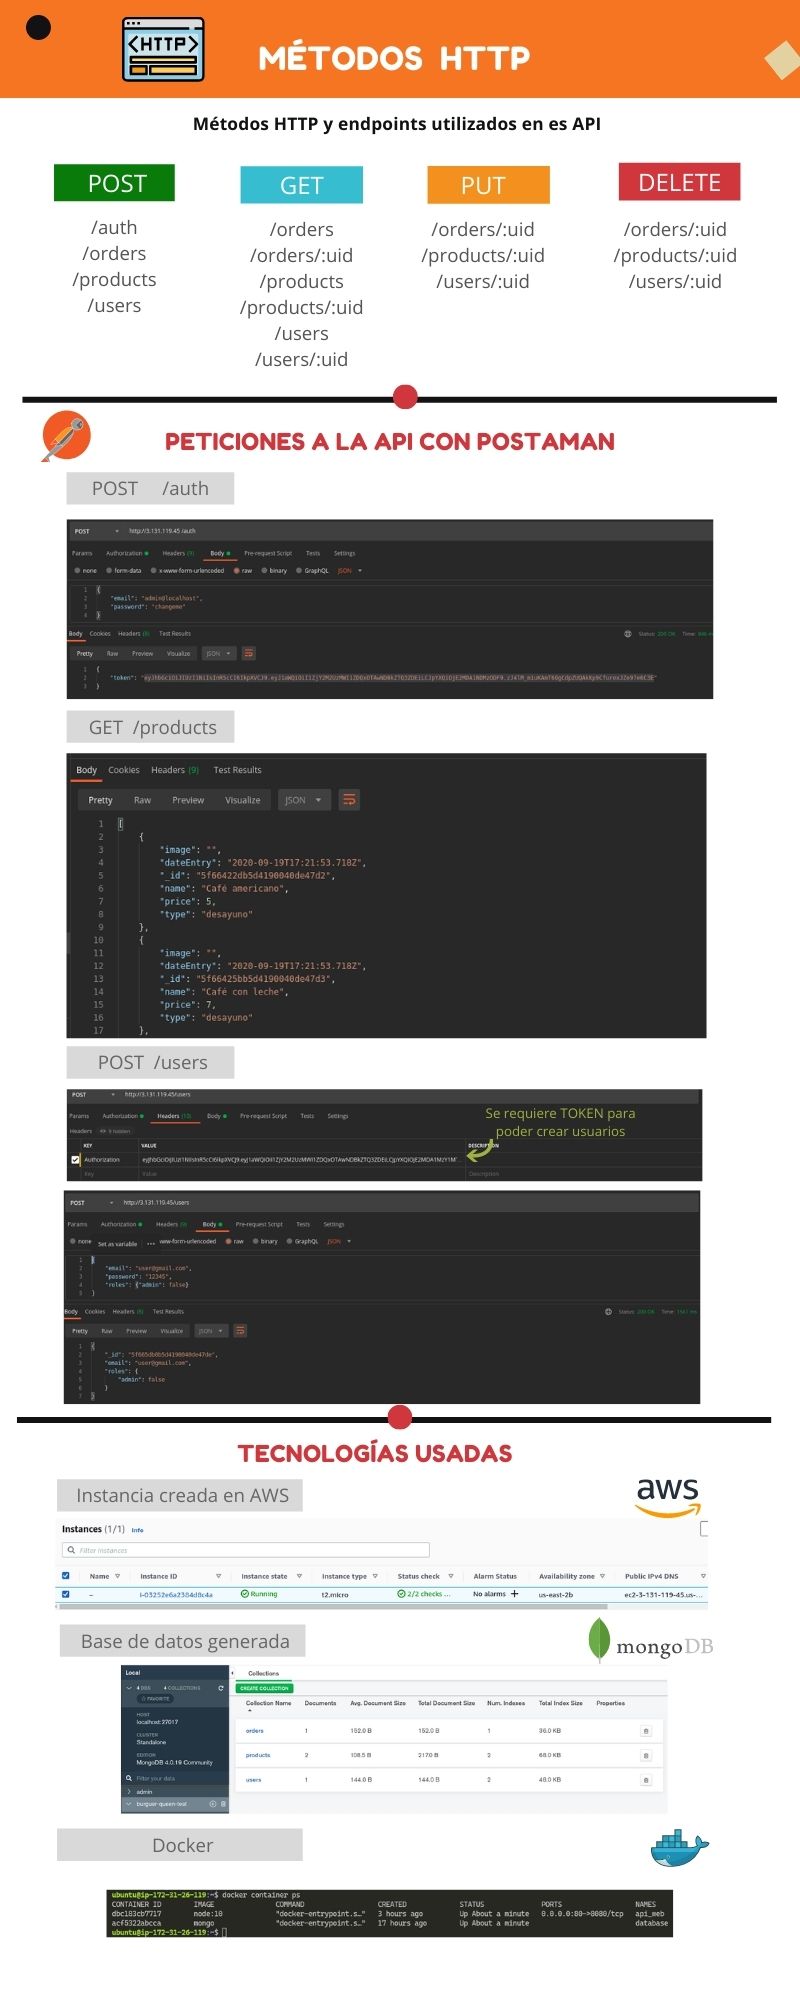 <HTTP>
MÉTODOS HTTP
Métodos HTTP y endpoints utilizados en es API
POST
/auth
/orders
/products
/users
GET
/orders
/orders/:uid
/products
/products/:uid
/users
/users/:uid
PUT
/orders/:uid
/products/:uid
/users/:uid
DELETE
/orders/:uid
/products/:uid
/users/:uid
PETICIONES A LA API CON POSTAMAN
POST /auth
POST http://3.131.119.45 /auth
Params Authorization Headers (9) Body Pre-request Script Tests Settings
none form-data x-www-form-urlencoded raw binary GraphQL JSON
1 {
2 "email": "admin@localhost",
3 "password": "changeme"
4 }
Body Cookies Headers (8) Test Results Status: 200 OK Time:
Pretty Raw Preview Visualize JSON
1 {
2 "token":
3 }
GET /products
Body Cookies Headers (9) Test Results
Pretty Raw Preview Visualize JSON
1 [
2 {
3 "image": "",
4 "dateEntry": "2020-09-19T17:21:53.718Z",
5 "_id": "5f66422db5d4190040de47d2",
6 "name": "Café americano",
7 "price": 5,
8 "type": "desayuno"
9 },
10 {
11 "image": "",
12 "dateEntry": "2020-09-19T17:21:53.718Z",
13 "_id": "5f66425bb5d4190040de47d3",
14 "name": "Café con leche",
15 "price": 7,
16 "type": "desayuno"
17 },
POST /users
POST http://3.131.119.45/users
Params Authorization Headers (10) Body Pre-request Script Tests Settings
Se requiere TOKEN para
poder crear usuarios
Headers 9 hidden
KEY VALUE DESCRIPTION
Authorization
Key Value Description
POST http://3.131.119.45/users
Params Authorization Headers (9) Body Pre-request Script Tests Settings
none Set as variable ••• ww-form-urlencoded raw binary GraphQL JSON
1 {
2 "email": "user@gmail.com",
3 "password": "12345",
4 "roles": {"admin": false}
5 }
Body Cookies Headers (8) Test Results Status: 200 OK Time:
Pretty Raw Preview Visualize JSON
1 {
2 "_id": "5f665db0b5d4190040de47de",
3 "email": "user@gmail.com",
4 "roles": {
5 "admin": false
6 }
7 }
TECNOLOGÍAS USADAS
Instancia creada en AWS
aws
Instances (1/1) Info
Filter instances
Name Instance ID Instance state Instance type Status check Alarm Status Availability zone Public IPv4 DNS
– i-03252e6a2384d8c4a Running t2.micro 2/2 checks ... No alarms + us-east-2b ec2-3-131-119-45.us-...
Base de datos generada
mongoDB
Local
4 DBS 4 COLLECTIONS
FAVORITE
HOST
localhost:27017
CLUSTER
Standalone
EDITION
MongoDB 4.0.19 Community
Filter your data
admin
burguer-queen-test
Collections
CREATE COLLECTION
Collection Name Documents Avg. Document Size Total Document Size Num. Indexes Total Index Size Properties
orders 1 152.0 B 152.0 B 1 36.0 KB
products 2 108.5 B 217.0 B 2 68.0 KB
users 1 144.0 B 144.0 B 2 48.0 KB
Docker
ubuntu@ip-172-31-26-119:~$ docker container ps
CONTAINER ID IMAGE COMMAND CREATED STATUS PORTS NAMES
dbc183cb7717 node:10 "docker-entrypoint.s…" 3 hours ago Up About a minute 0.0.0.0:80->8080/tcp api_web
acf5322abcca mongo "docker-entrypoint.s…" 17 hours ago Up About a minute database
ubuntu@ip-172-31-26-119:~$